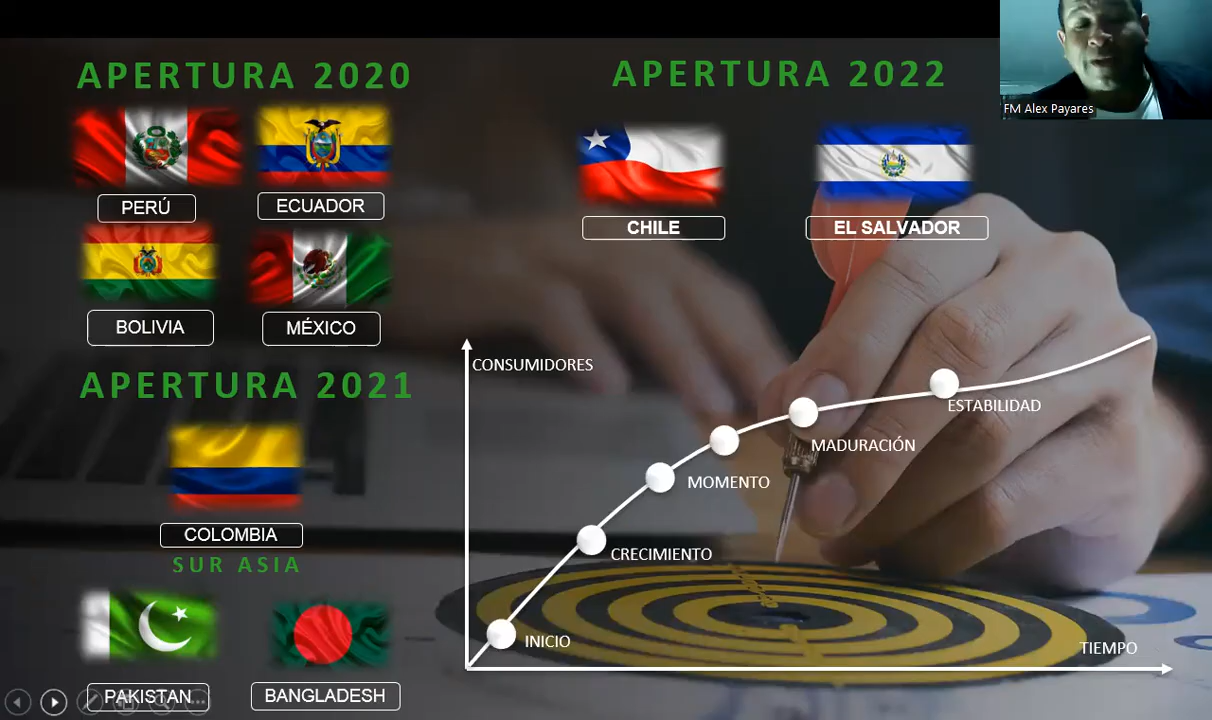 APERTURA 2020
PERÚ
ECUADOR
BOLIVIA
MÉXICO
APERTURA 2021
COLOMBIA
SUR ASIA
PAKISTAN
BANGLADESH
APERTURA 2022
CHILE
EL SALVADOR
FM Alex Payares
CONSUMIDORES
ESTABILIDAD
MADURACIÓN
MOMENTO
CRECIMIENTO
INICIO
TIEMPO